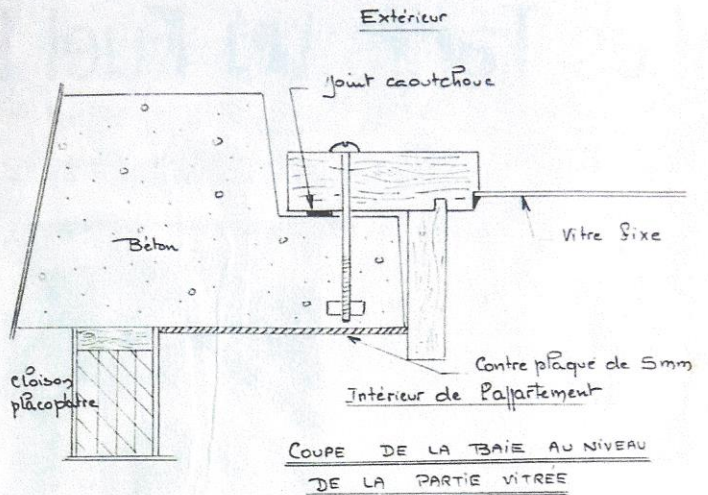 Extérieur
Joint caoutchouc
Béton
Vitre fixe
Contre plaqué de 5mm
Cloison
placoplatre
Intérieur de l'appartement
COUPE DE LA BAIE AU NIVEAU
DE LA PARTIE VITRÉE